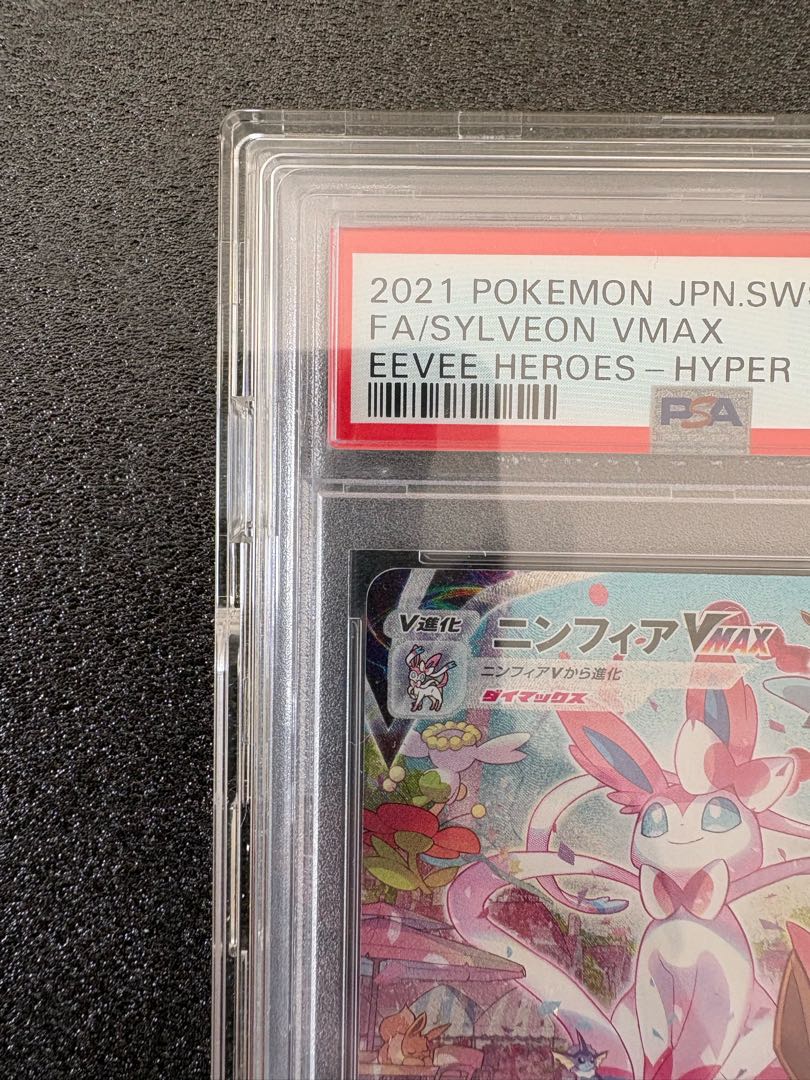 2021 POKEMON JPN.SWS
FA/SYLVEON VMAX
EEVEE HEROES-HYPER
PSA
V進化
ニンフィアVMAX
ニンフィアVから進化
ダイマックス